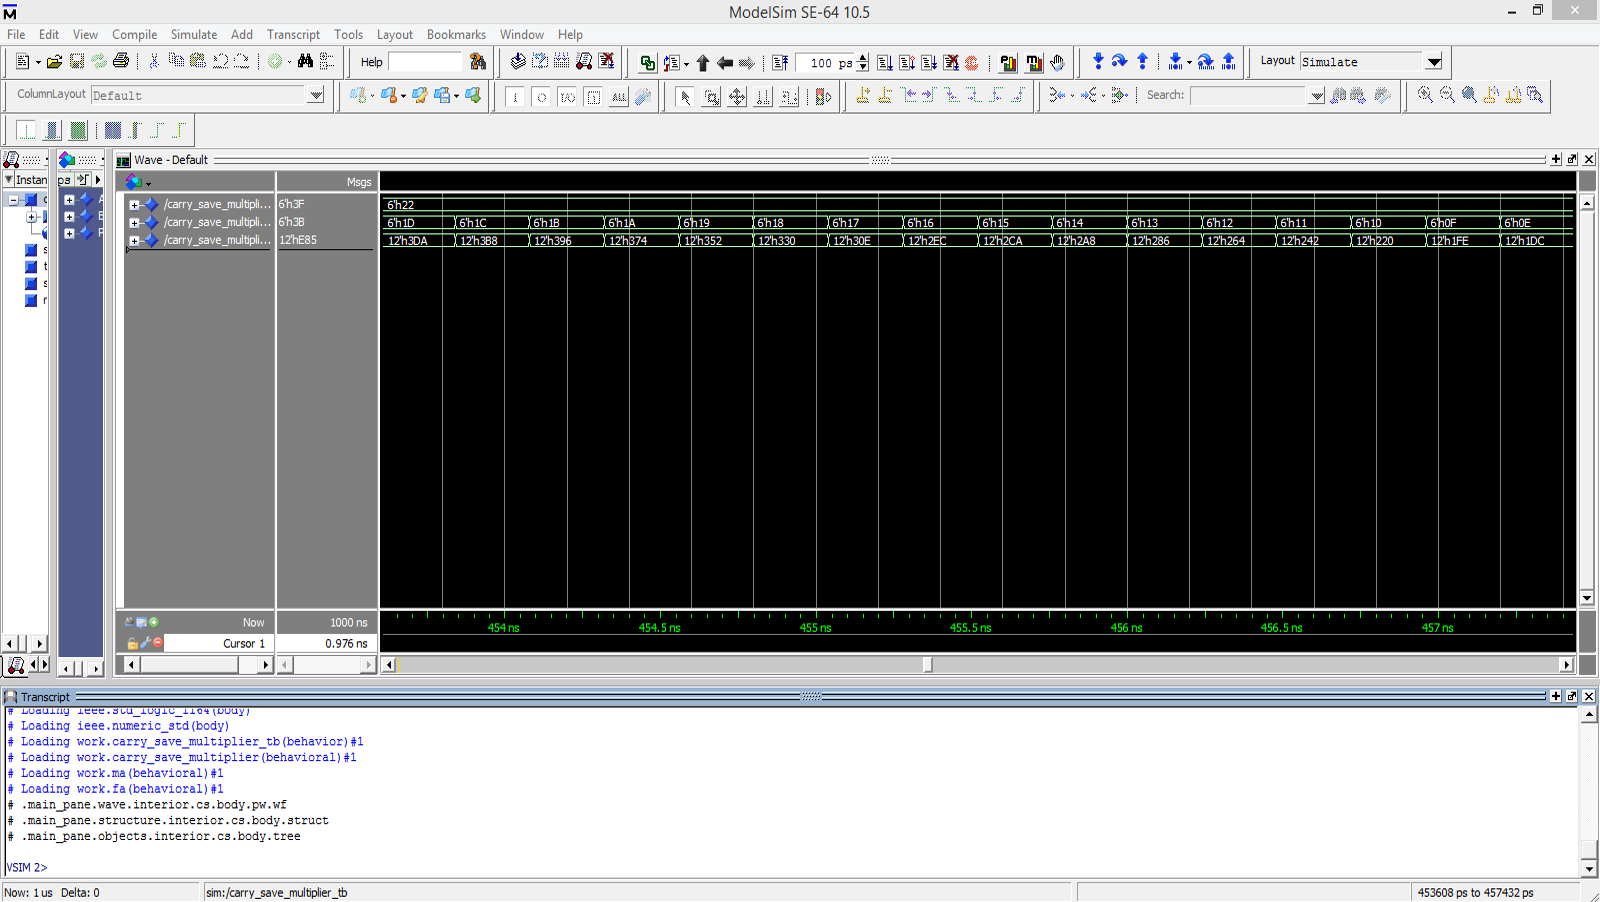 ModelSim SE-64 10.5
File Edit View Compile Simulate Add Transcript Tools Layout Bookmarks Window Help
Help 100 ps Layout Simulate
ColumnLayout Default ALL Search:
Wave - Default
Instan ps Msgs
/carry_save_multipli... 6'h3F 6'h22
/carry_save_multipli... 6'h3B 6'h1D 6'h1C 6'h1B 6'h1A 6'h19 6'h18 6'h17 6'h16 6'h15 6'h14 6'h13 6'h12 6'h11 6'h10 6'h0F 6'h0E
/carry_save_multipli... 12'hE85 12'h3DA 12'h3B8 12'h396 12'h374 12'h352 12'h330 12'h30E 12'h2EC 12'h2CA 12'h2A8 12'h286 12'h264 12'h242 12'h220 12'h1FE 12'h1DC
Now 1000 ns 454 ns 454.5 ns 455 ns 455.5 ns 456 ns 456.5 ns 457 ns
Cursor 1 0.976 ns
Transcript
# Loading ieee.std_logic_1164(body)
# Loading ieee.numeric_std(body)
# Loading work.carry_save_multiplier_tb(behavior)#1
# Loading work.carry_save_multiplier(behavioral)#1
# Loading work.ma(behavioral)#1
# Loading work.fa(behavioral)#1
# .main_pane.wave.interior.cs.body.pw.wf
# .main_pane.structure.interior.cs.body.struct
# .main_pane.objects.interior.cs.body.tree
VSIM 2>
Now: 1 us Delta: 0 sim:/carry_save_multiplier_tb 453608 ps to 457432 ps